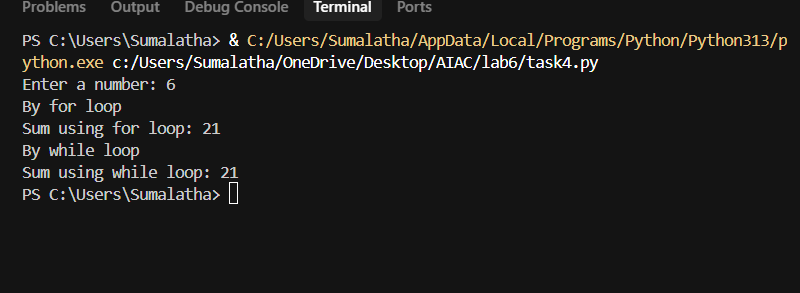 Problems Output Debug Console Terminal Ports
PS C:\Users\Sumalatha> & C:/Users/Sumalatha/AppData/Local/Programs/Python/Python313/p
ython.exe c:/Users/Sumalatha/OneDrive/Desktop/AIAC/lab6/task4.py
Enter a number: 6
By for loop
Sum using for loop: 21
By while loop
Sum using while loop: 21
PS C:\Users\Sumalatha>